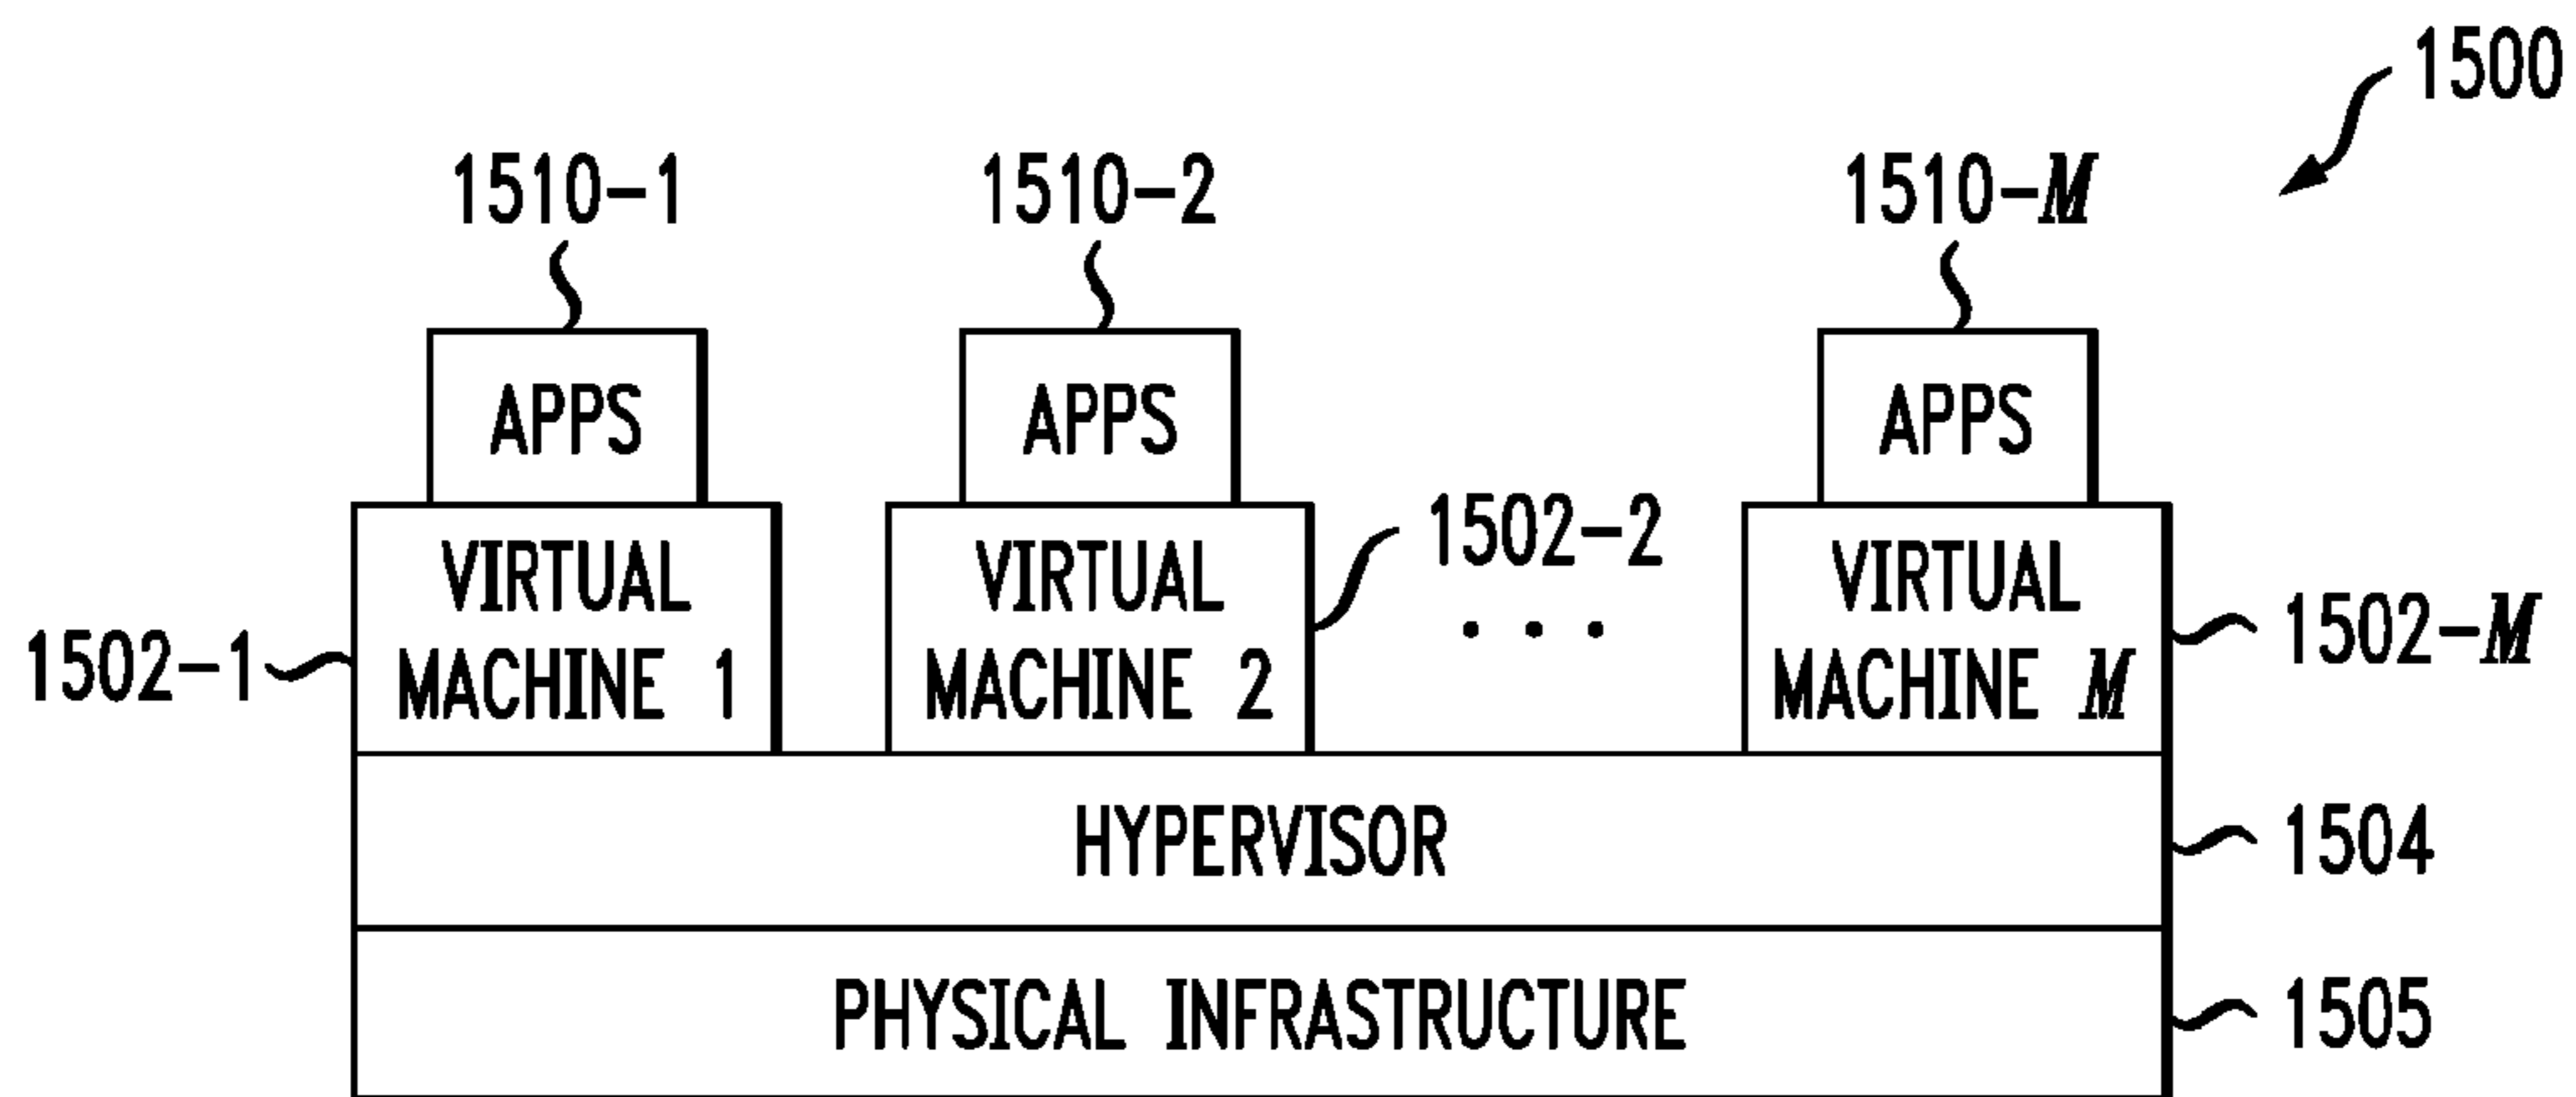 1500
1510-1 1510-2 1510-M
APPS APPS APPS
1502-2
VIRTUAL VIRTUAL VIRTUAL
1502-1 MACHINE 1 MACHINE 2 ... MACHINE M 1502-M
HYPERVISOR 1504
PHYSICAL INFRASTRUCTURE 1505